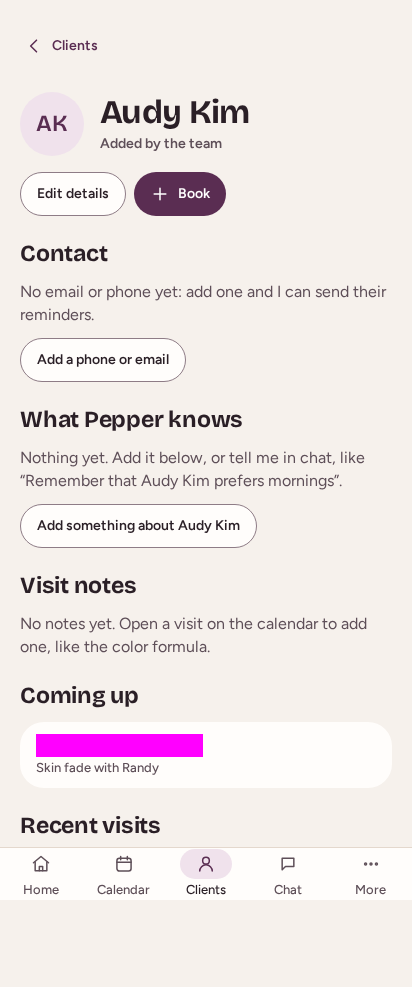 Clients
AK
Audy Kim
Added by the team
Edit details
Book
Contact
No email or phone yet: add one and I can send their
reminders.
Add a phone or email
What Pepper knows
Nothing yet. Add it below, or tell me in chat, like
“Remember that Audy Kim prefers mornings”.
Add something about Audy Kim
Visit notes
No notes yet. Open a visit on the calendar to add
one, like the color formula.
Coming up
Skin fade with Randy
Recent visits
Home
Calendar
Clients
Chat
More